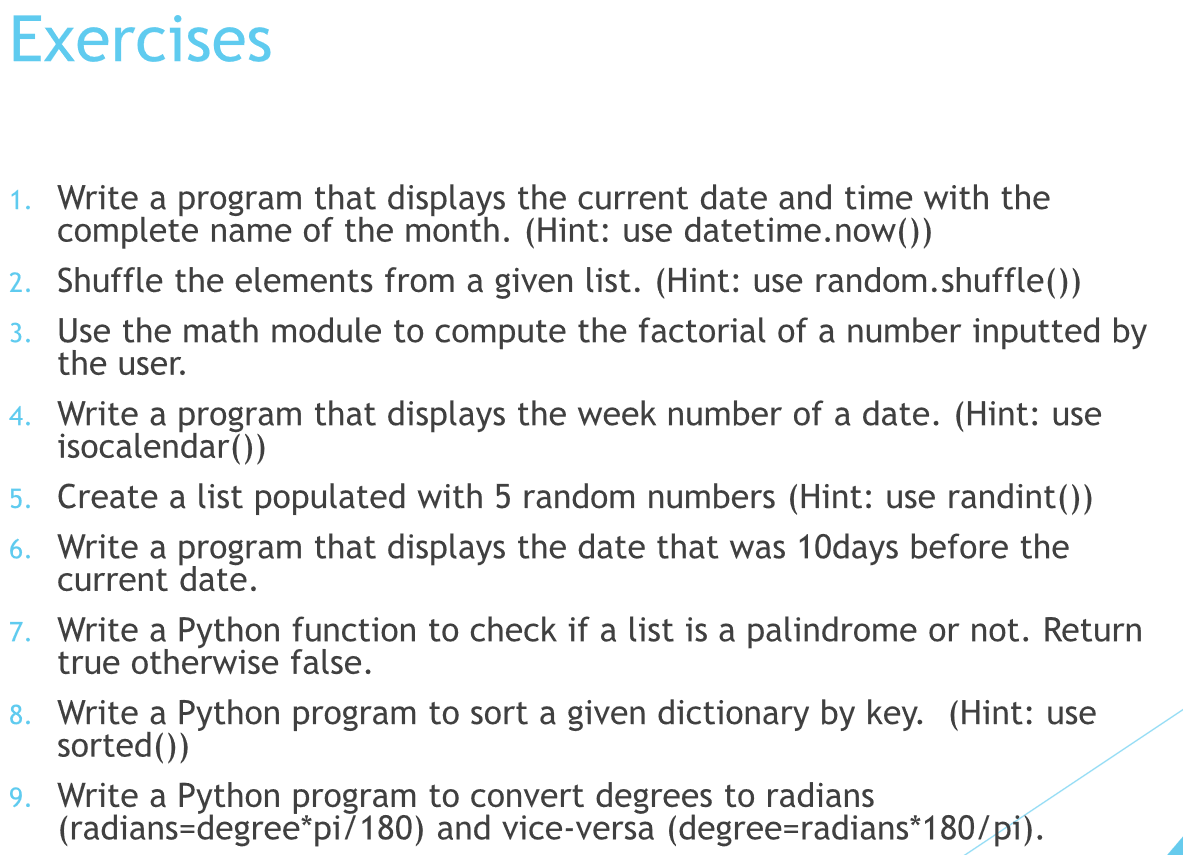 Exercises
1. Write a program that displays the current date and time with the
complete name of the month. (Hint: use datetime.now())
2. Shuffle the elements from a given list. (Hint: use random.shuffle())
3. Use the math module to compute the factorial of a number inputted by
the user.
4. Write a program that displays the week number of a date. (Hint: use
isocalendar())
5. Create a list populated with 5 random numbers (Hint: use randint())
6. Write a program that displays the date that was 10days before the
current date.
7. Write a Python function to check if a list is a palindrome or not. Return
true otherwise false.
8. Write a Python program to sort a given dictionary by key.  (Hint: use
sorted())
9. Write a Python program to convert degrees to radians
(radians=degree*pi/180) and vice-versa (degree=radians*180/pi).